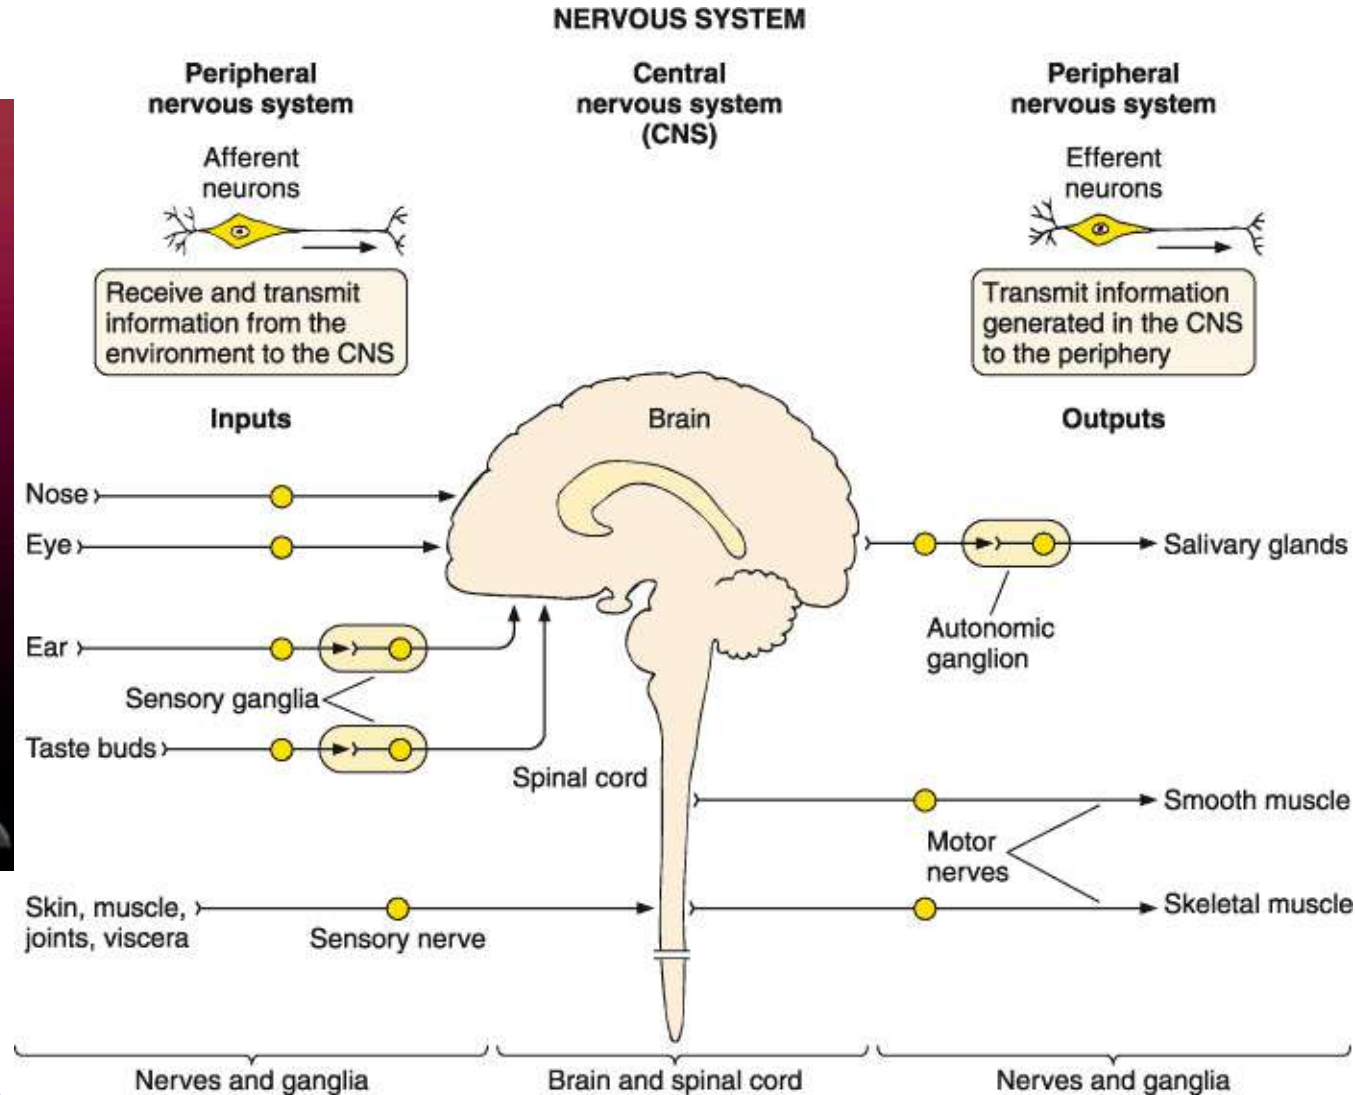 NERVOUS SYSTEM
Peripheral
nervous system
Central
nervous system
(CNS)
Peripheral
nervous system
Afferent
neurons
Efferent
neurons
Receive and transmit
information from the
environment to the CNS
Transmit information
generated in the CNS
to the periphery
Inputs
Brain
Outputs
Nose
Eye
Salivary glands
Autonomic
ganglion
Ear
Sensory ganglia
Taste buds
Spinal cord
Smooth muscle
Motor
nerves
Skin, muscle,
joints, viscera
Sensory nerve
Skeletal muscle
Nerves and ganglia
Brain and spinal cord
Nerves and ganglia